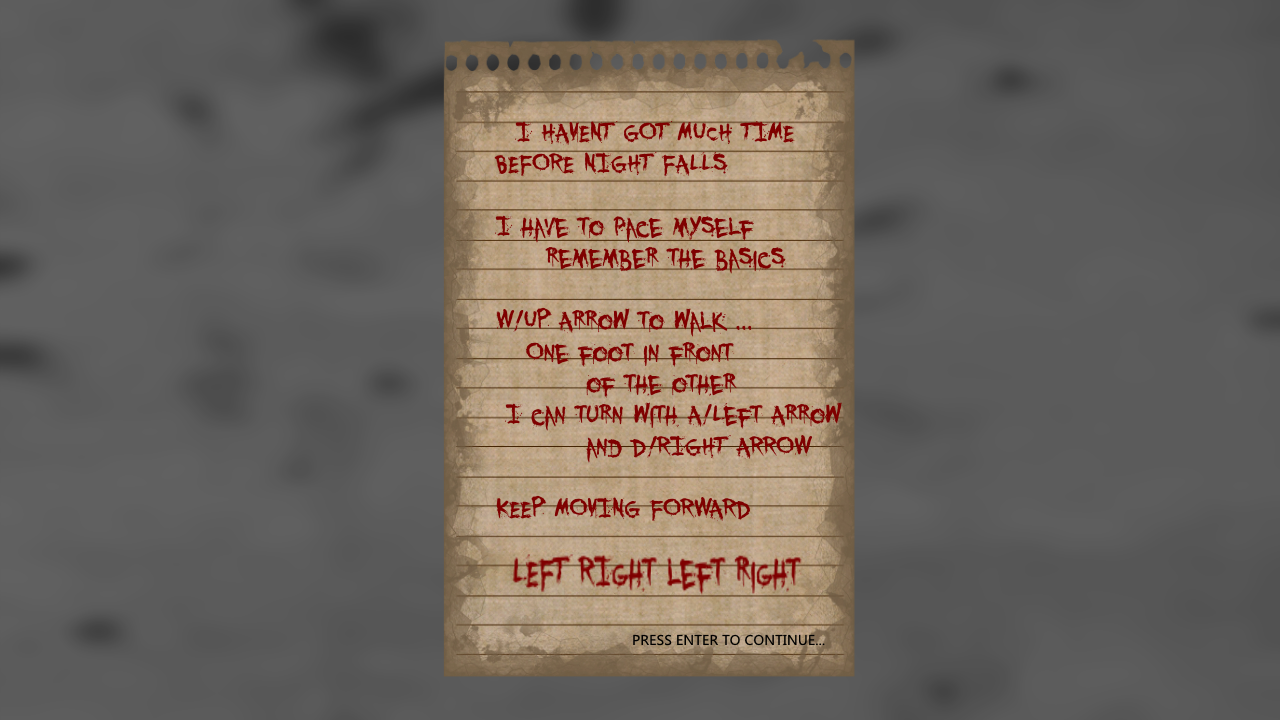 I HAVENT GOT MUCH TIME
BEFORE NIGHT FALLS
I HAVE TO PACE MYSELF
REMEMBER THE BASICS
W/UP ARROW TO WALK ...
ONE FOOT IN FRONT
OF THE OTHER
I CAN TURN WITH A/LEFT ARROW
AND D/RIGHT ARROW
KEEP MOVING FORWARD
LEFT RIGHT LEFT RIGHT
PRESS ENTER TO CONTINUE...